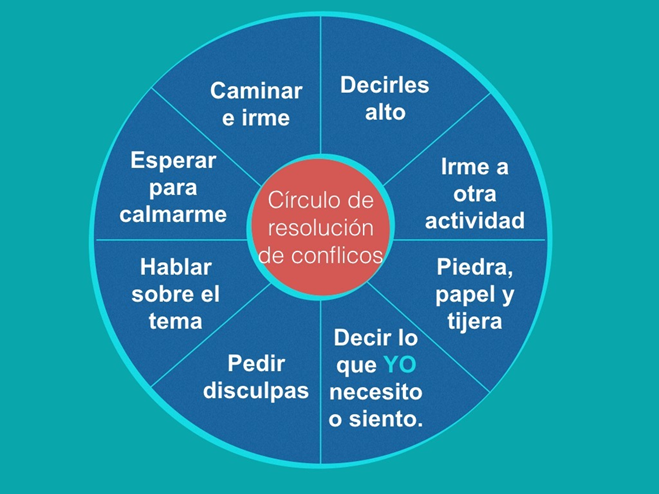 Círculo de
resolución
de conflicos
Decirles
alto
Irme a
otra
actividad
Piedra,
papel y
tijera
Decir lo
que YO
necesito
o siento.
Pedir
disculpas
Hablar
sobre el
tema
Esperar
para
calmarme
Caminar
e irme